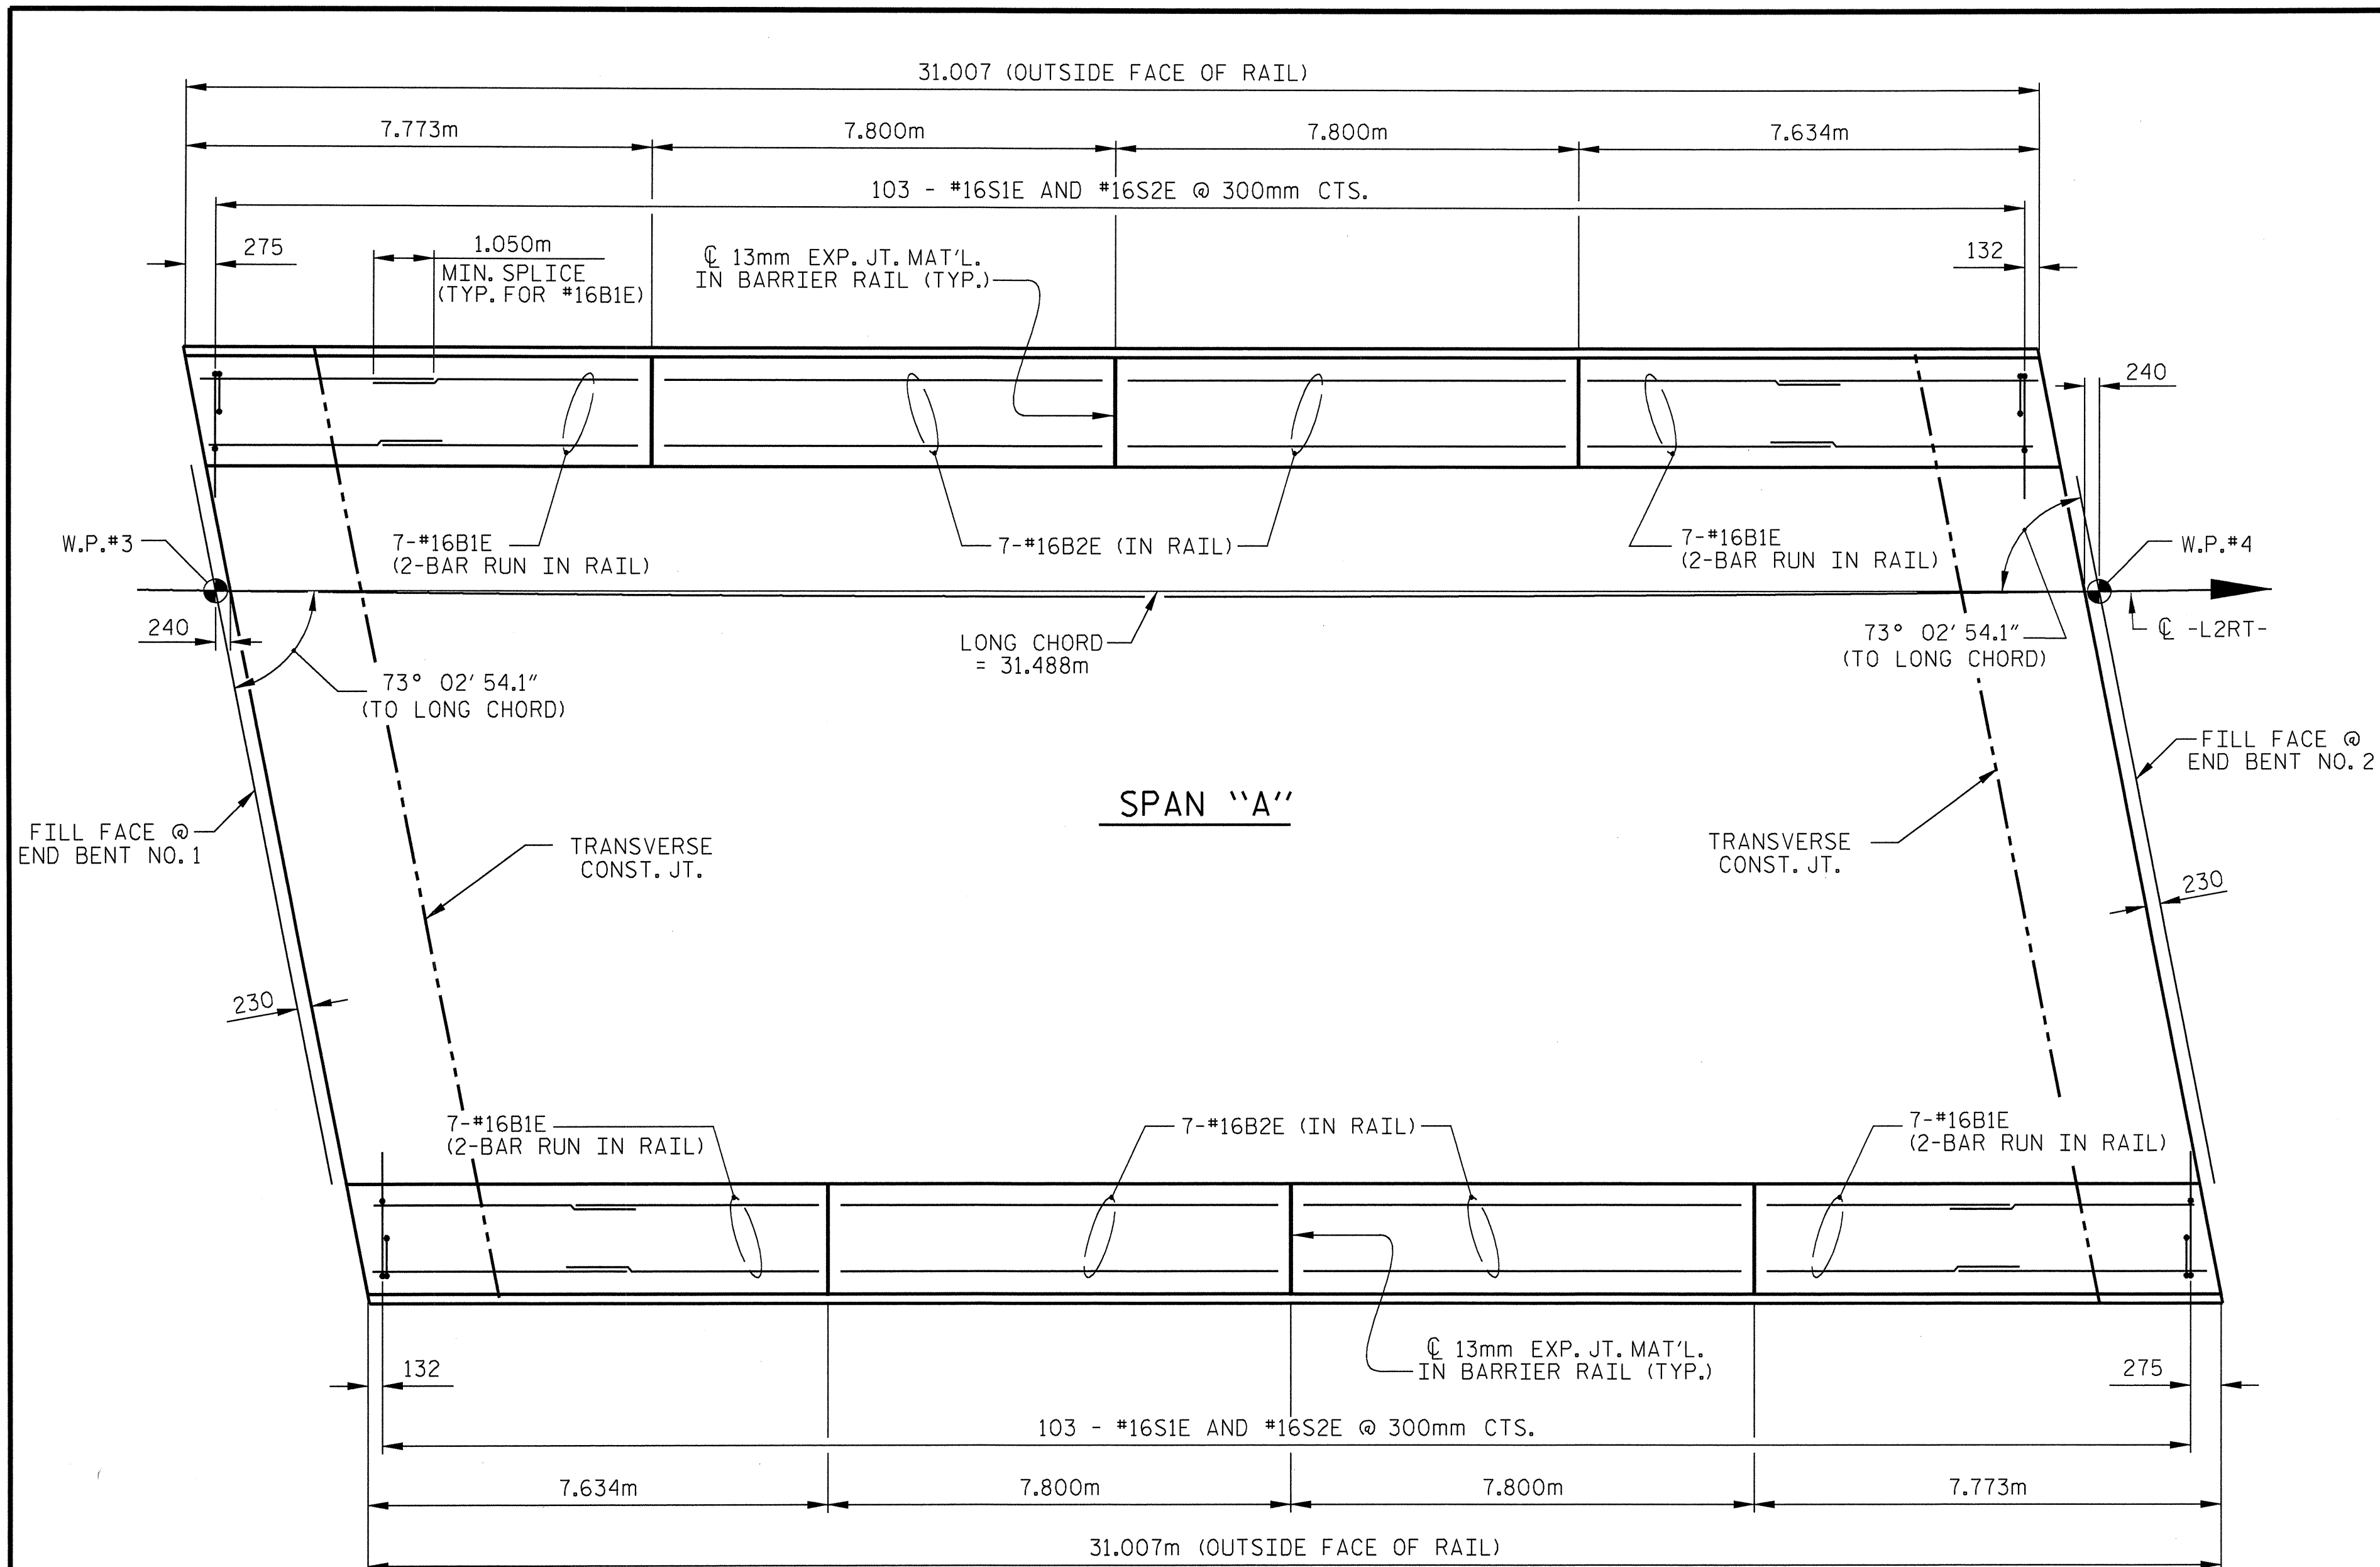 31.007 (OUTSIDE FACE OF RAIL)
7.773m
7.800m
7.800m
7.634m
103 - #16S1E AND #16S2E @ 300mm CTS.
275
1.050m
MIN. SPLICE
(TYP. FOR #16B1E)
℄ 13mm EXP. JT. MAT'L.
IN BARRIER RAIL (TYP.)
132
240
W.P.#3
7-#16B1E
(2-BAR RUN IN RAIL)
7-#16B2E (IN RAIL)
7-#16B1E
(2-BAR RUN IN RAIL)
W.P.#4
240
73° 02' 54.1"
(TO LONG CHORD)
LONG CHORD
= 31.488m
73° 02' 54.1"
(TO LONG CHORD)
℄ -L2RT-
FILL FACE @
END BENT NO. 2
SPAN "A"
FILL FACE @
END BENT NO. 1
TRANSVERSE
CONST. JT.
TRANSVERSE
CONST. JT.
230
230
7-#16B1E
(2-BAR RUN IN RAIL)
7-#16B2E (IN RAIL)
7-#16B1E
(2-BAR RUN IN RAIL)
132
℄ 13mm EXP. JT. MAT'L.
IN BARRIER RAIL (TYP.)
275
103 - #16S1E AND #16S2E @ 300mm CTS.
7.634m
7.800m
7.800m
7.773m
31.007m (OUTSIDE FACE OF RAIL)